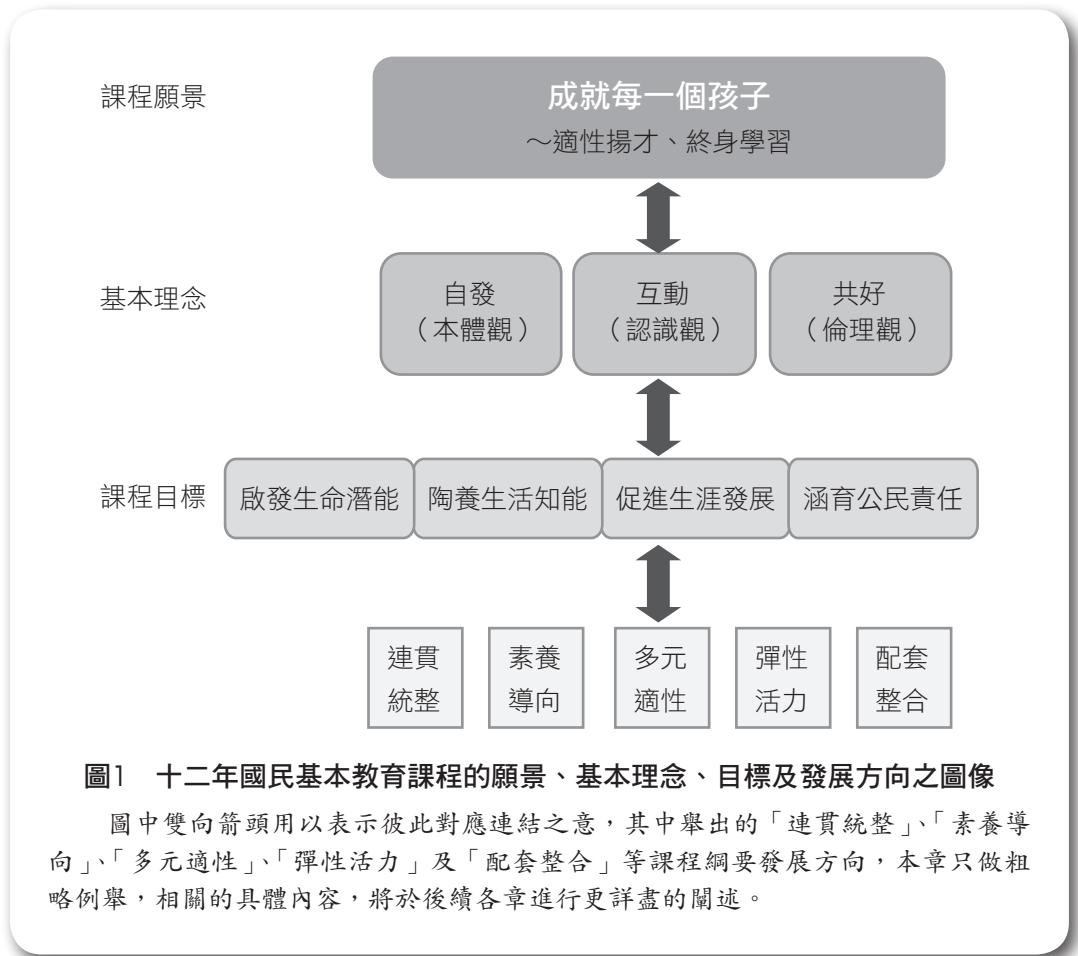 課程願景
成就每一個孩子
～適性揚才、終身學習
基本理念
自發
（本體觀）
互動
（認識觀）
共好
（倫理觀）
課程目標
啟發生命潛能
陶養生活知能
促進生涯發展
涵育公民責任
連貫
統整
素養
導向
多元
適性
彈性
活力
配套
整合
圖1　十二年國民基本教育課程的願景、基本理念、目標及發展方向之圖像
圖中雙向箭頭用以表示彼此對應連結之意，其中舉出的「連貫統整」、「素養導
向」、「多元適性」、「彈性活力」及「配套整合」等課程綱要發展方向，本章只做粗
略例舉，相關的具體內容，將於後續各章進行更詳盡的闡述。